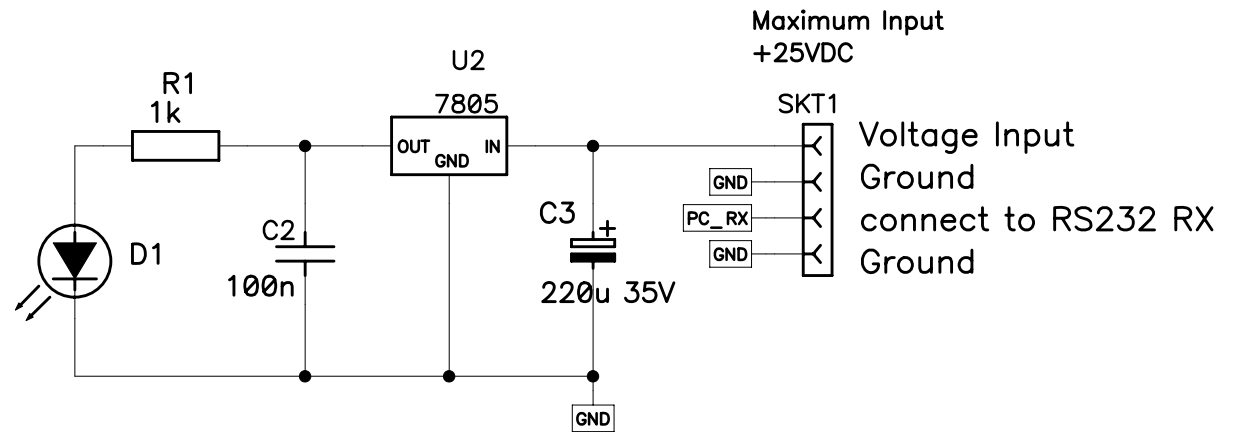 Maximum Input
+25VDC
U2
R1
1k
7805
SKT1
OUT
IN
GND
Voltage Input
GND
Ground
PC_RX
connect to RS232 RX
GND
Ground
C3
+
220u 35V
C2
100n
D1
GND